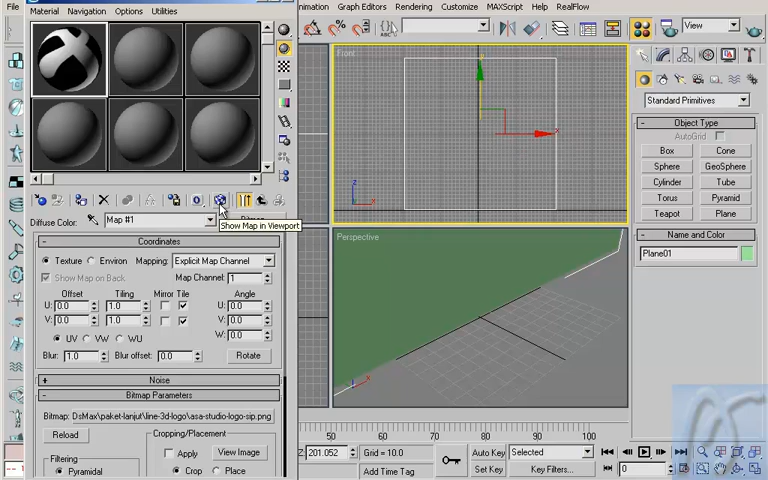 File
nimation Graph Editors Rendering Customize MAXScript Help RealFlow
Material Navigation Options Utilities
View
Front
Z
X
Standard Primitives
Object Type
AutoGrid
Box Cone
Sphere GeoSphere
Cylinder Tube
Torus Pyramid
Teapot Plane
Name and Color
Plane01
Show Map in Viewport
Diffuse Color: Map #1
Coordinates
Texture Environ Mapping: Explicit Map Channel
Show Map on Back Map Channel: 1
Offset Tiling Mirror Tile Angle
U: 0.0 1.0 U: 0.0
V: 0.0 1.0 V: 0.0
UV VW WU W: 0.0
Blur: 1.0 Blur offset: 0.0 Rotate
Noise
Bitmap Parameters
Bitmap: DsMax\paket-lanjut\line-3d-logo\asa-studio-logo-sip.png
Reload
Cropping/Placement
Apply View Image
Filtering
Pyramidal
Crop Place
Perspective
50 60 70 80 90 100
Z: 201.052 Grid = 10.0
Add Time Tag
Auto Key Selected
Set Key Key Filters...
0